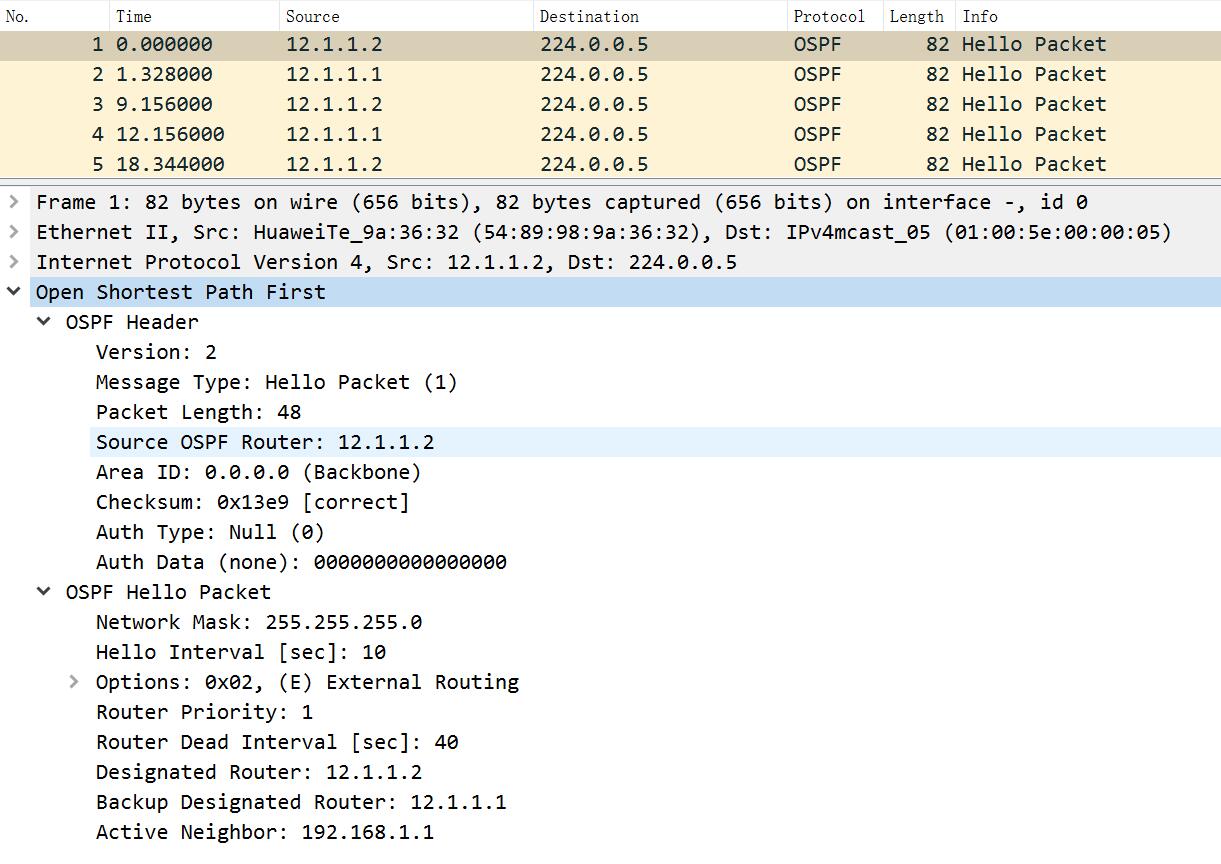 No. Time Source Destination Protocol Length Info
1 0.000000 12.1.1.2 224.0.0.5 OSPF 82 Hello Packet
2 1.328000 12.1.1.1 224.0.0.5 OSPF 82 Hello Packet
3 9.156000 12.1.1.2 224.0.0.5 OSPF 82 Hello Packet
4 12.156000 12.1.1.1 224.0.0.5 OSPF 82 Hello Packet
5 18.344000 12.1.1.2 224.0.0.5 OSPF 82 Hello Packet
Frame 1: 82 bytes on wire (656 bits), 82 bytes captured (656 bits) on interface -, id 0
Ethernet II, Src: HuaweiTe_9a:36:32 (54:89:98:9a:36:32), Dst: IPv4mcast_05 (01:00:5e:00:00:05)
Internet Protocol Version 4, Src: 12.1.1.2, Dst: 224.0.0.5
Open Shortest Path First
OSPF Header
Version: 2
Message Type: Hello Packet (1)
Packet Length: 48
Source OSPF Router: 12.1.1.2
Area ID: 0.0.0.0 (Backbone)
Checksum: 0x13e9 [correct]
Auth Type: Null (0)
Auth Data (none): 0000000000000000
OSPF Hello Packet
Network Mask: 255.255.255.0
Hello Interval [sec]: 10
Options: 0x02, (E) External Routing
Router Priority: 1
Router Dead Interval [sec]: 40
Designated Router: 12.1.1.2
Backup Designated Router: 12.1.1.1
Active Neighbor: 192.168.1.1